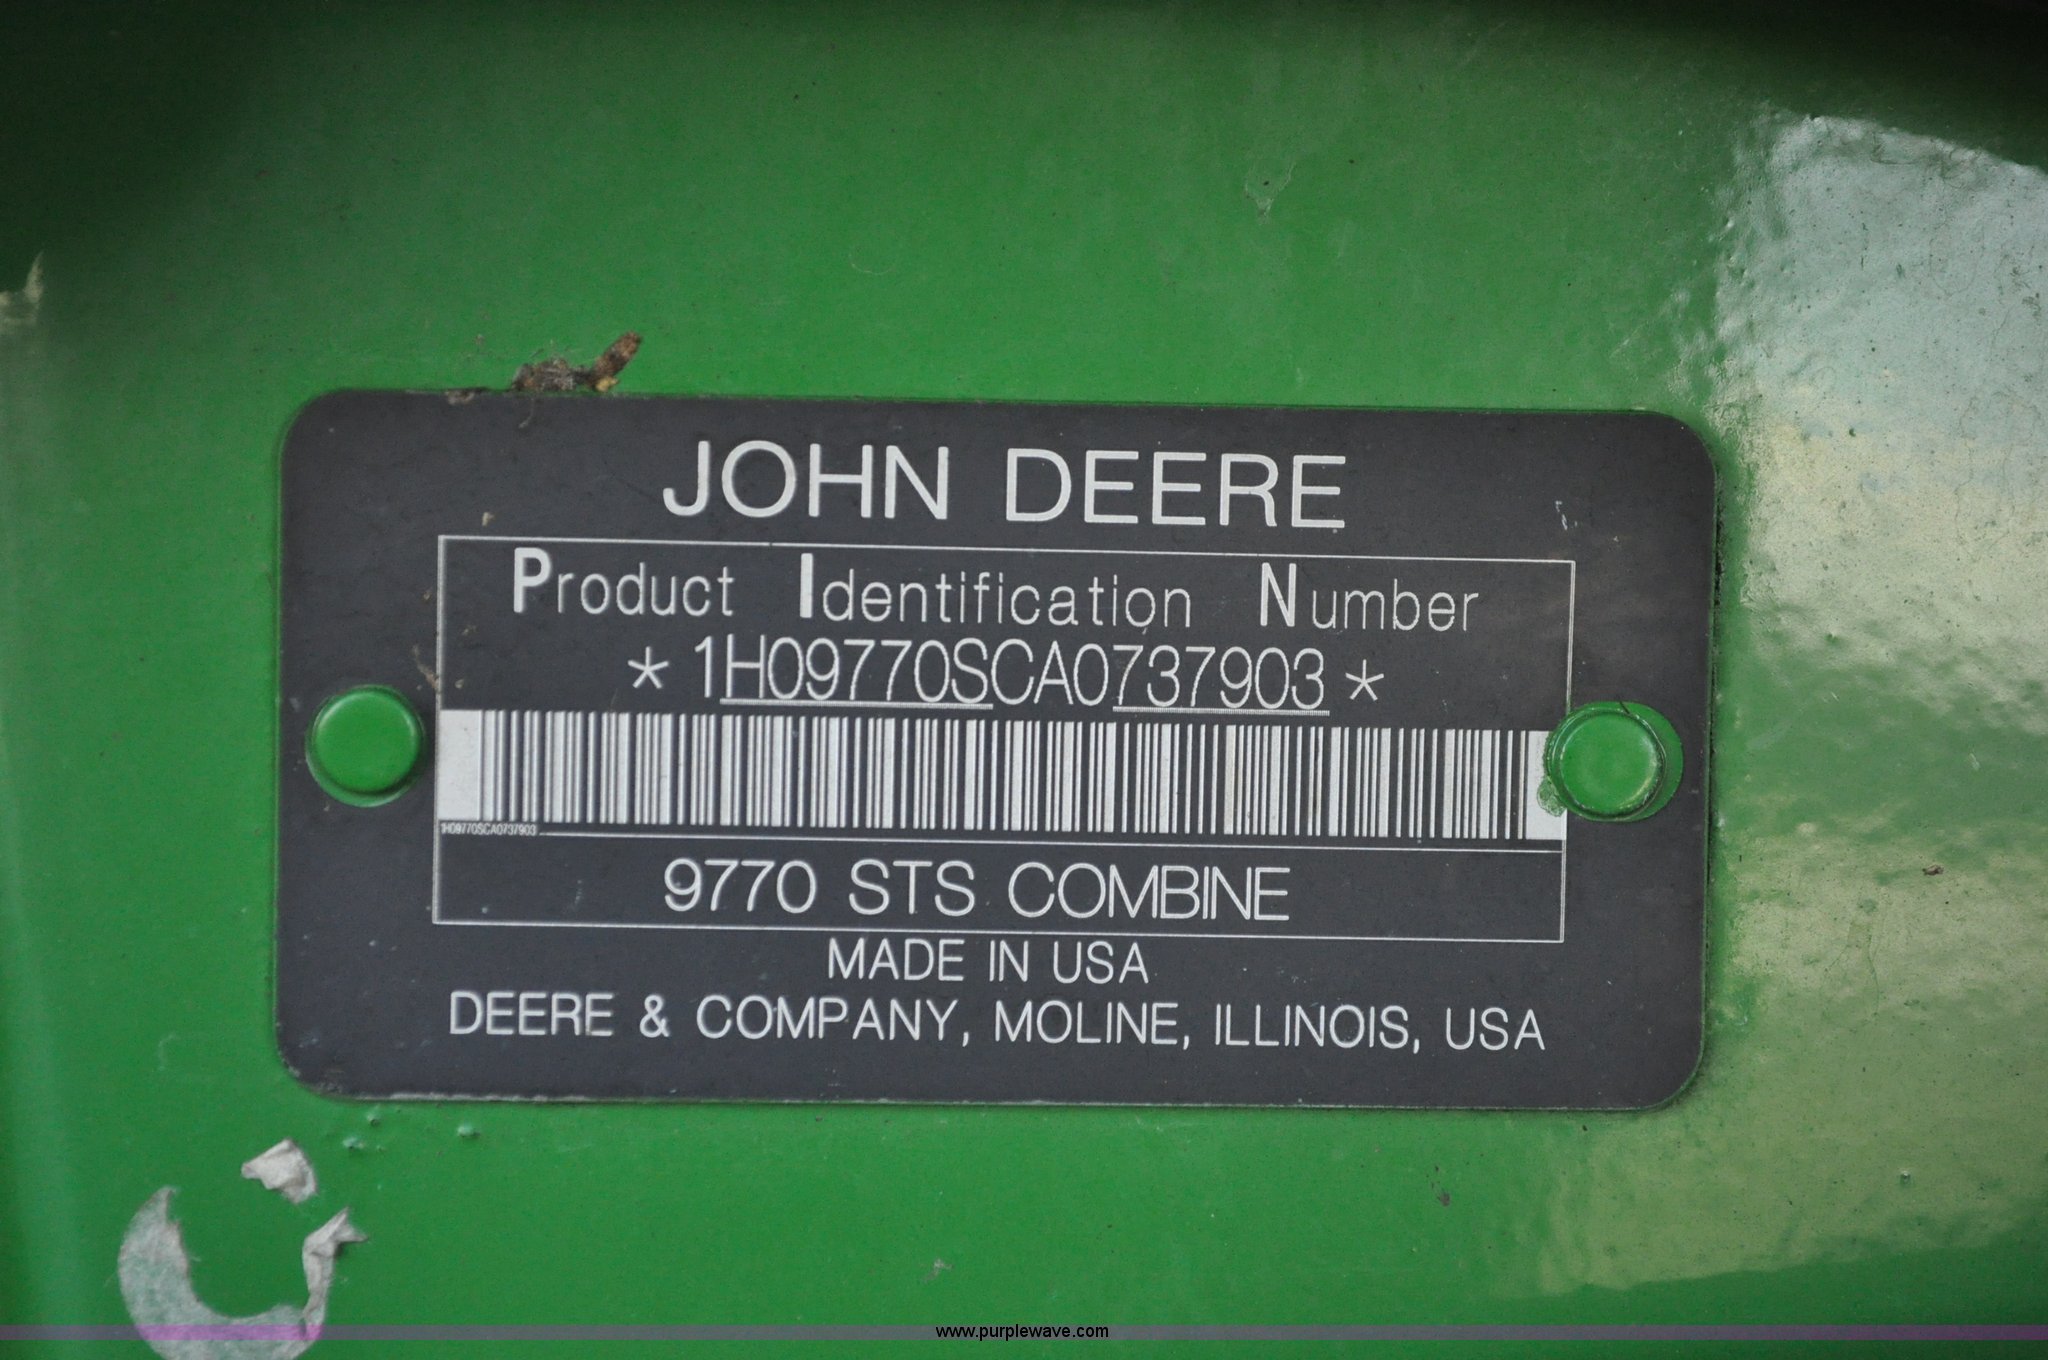 JOHN DEERE
Product Identification Number
*1H09770SCA0737903*
1H09770SCA0737903
9770 STS COMBINE
MADE IN USA
DEERE & COMPANY, MOLINE, ILLINOIS, USA
www.purplewave.com